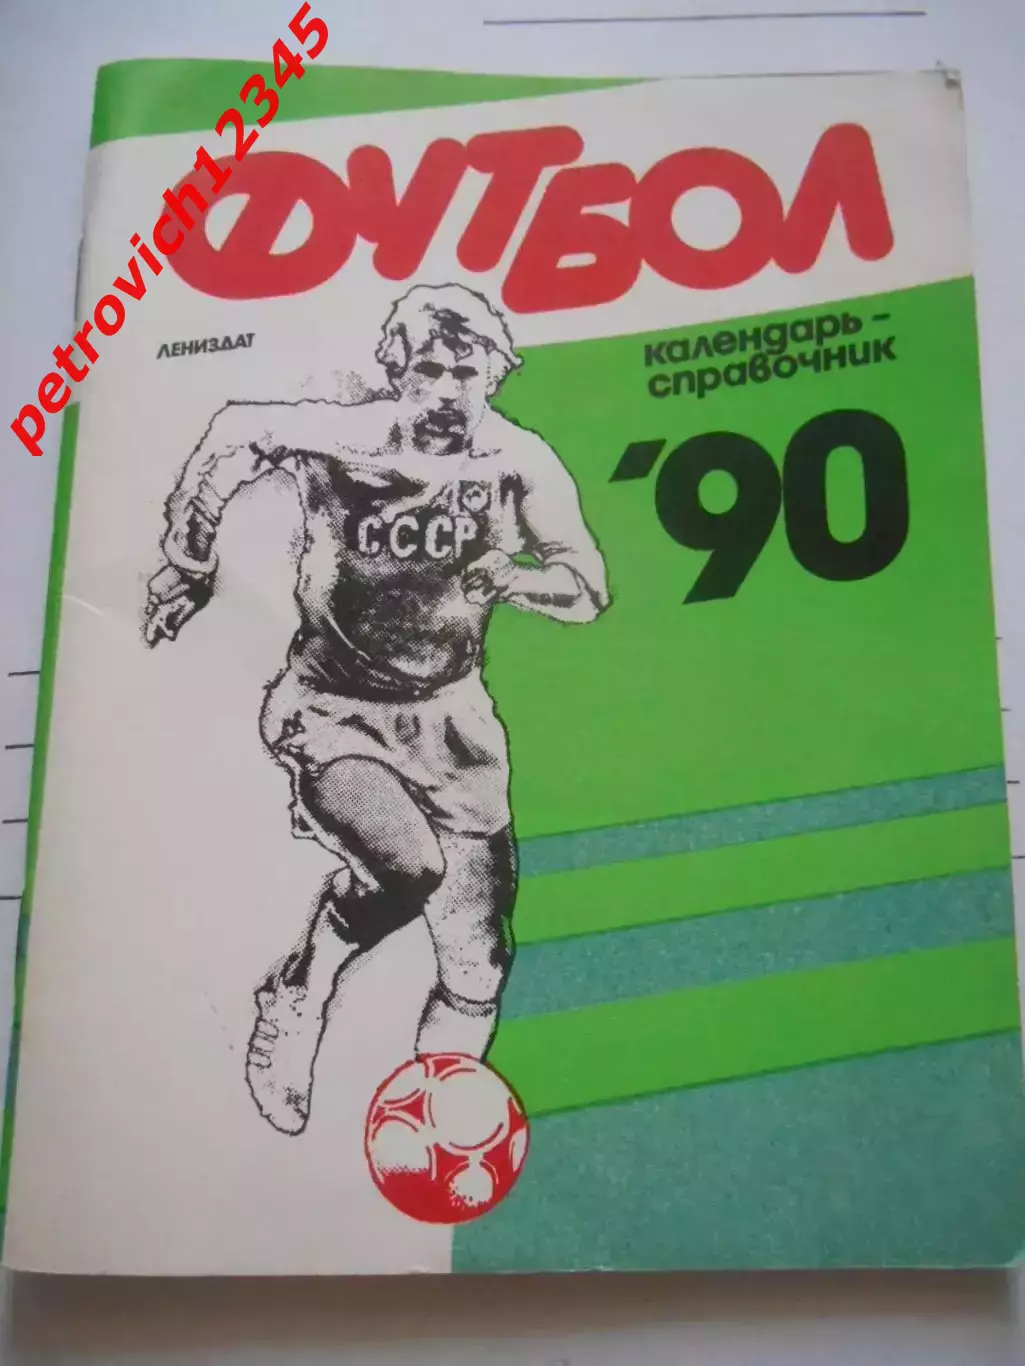 petrovich12345
ФУТБОЛ
ЛЕНИЗДАТ
календарь-
справочник
'90
СССР